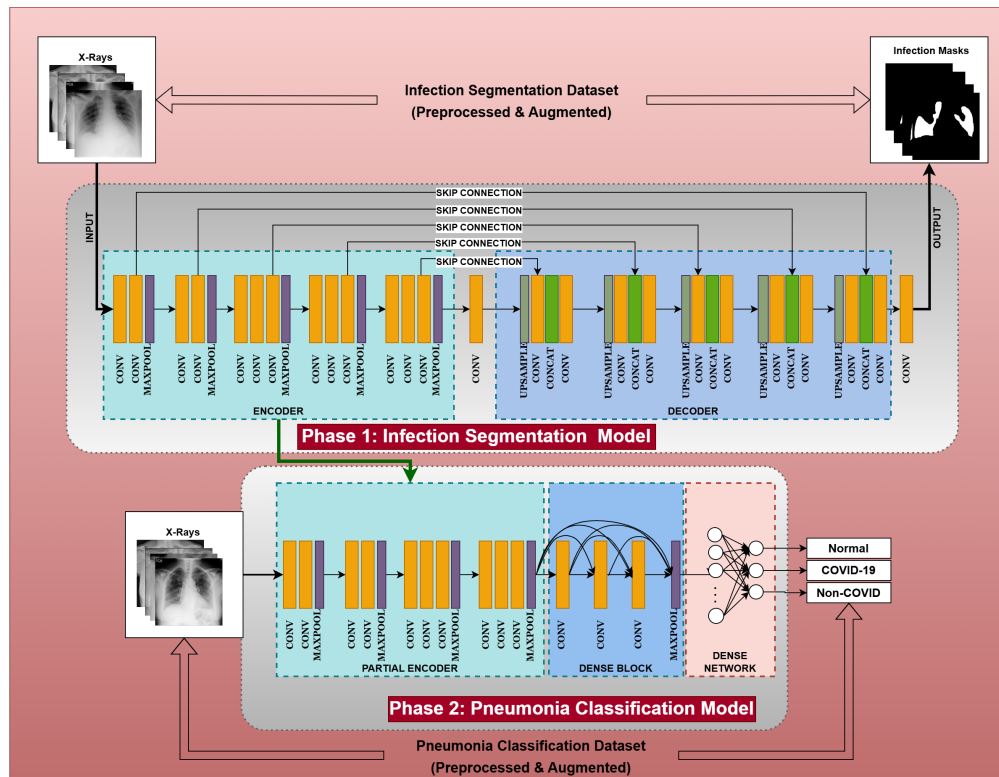 X-Rays
Infection Segmentation Dataset
(Preprocessed & Augmented)
Infection Masks
SKIP CONNECTION
SKIP CONNECTION
SKIP CONNECTION
SKIP CONNECTION
SKIP CONNECTION
INPUT
OUTPUT
CONV
CONV
MAXPOOL
CONV
CONV
MAXPOOL
CONV
CONV
CONV
MAXPOOL
CONV
CONV
CONV
MAXPOOL
CONV
CONV
CONV
MAXPOOL
CONV
UPSAMPLE
CONV
CONCAT
CONV
UPSAMPLE
CONV
CONCAT
CONV
UPSAMPLE
CONV
CONCAT
CONV
UPSAMPLE
CONV
CONCAT
CONV
UPSAMPLE
CONV
CONCAT
CONV
CONV
ENCODER
DECODER
Phase 1: Infection Segmentation Model
X-Rays
CONV
CONV
MAXPOOL
CONV
CONV
MAXPOOL
CONV
CONV
CONV
MAXPOOL
CONV
CONV
CONV
MAXPOOL
CONV
CONV
CONV
MAXPOOL
PARTIAL ENCODER
DENSE BLOCK
DENSE
NETWORK
Normal
COVID-19
Non-COVID
Phase 2: Pneumonia Classification Model
Pneumonia Classification Dataset
(Preprocessed & Augmented)